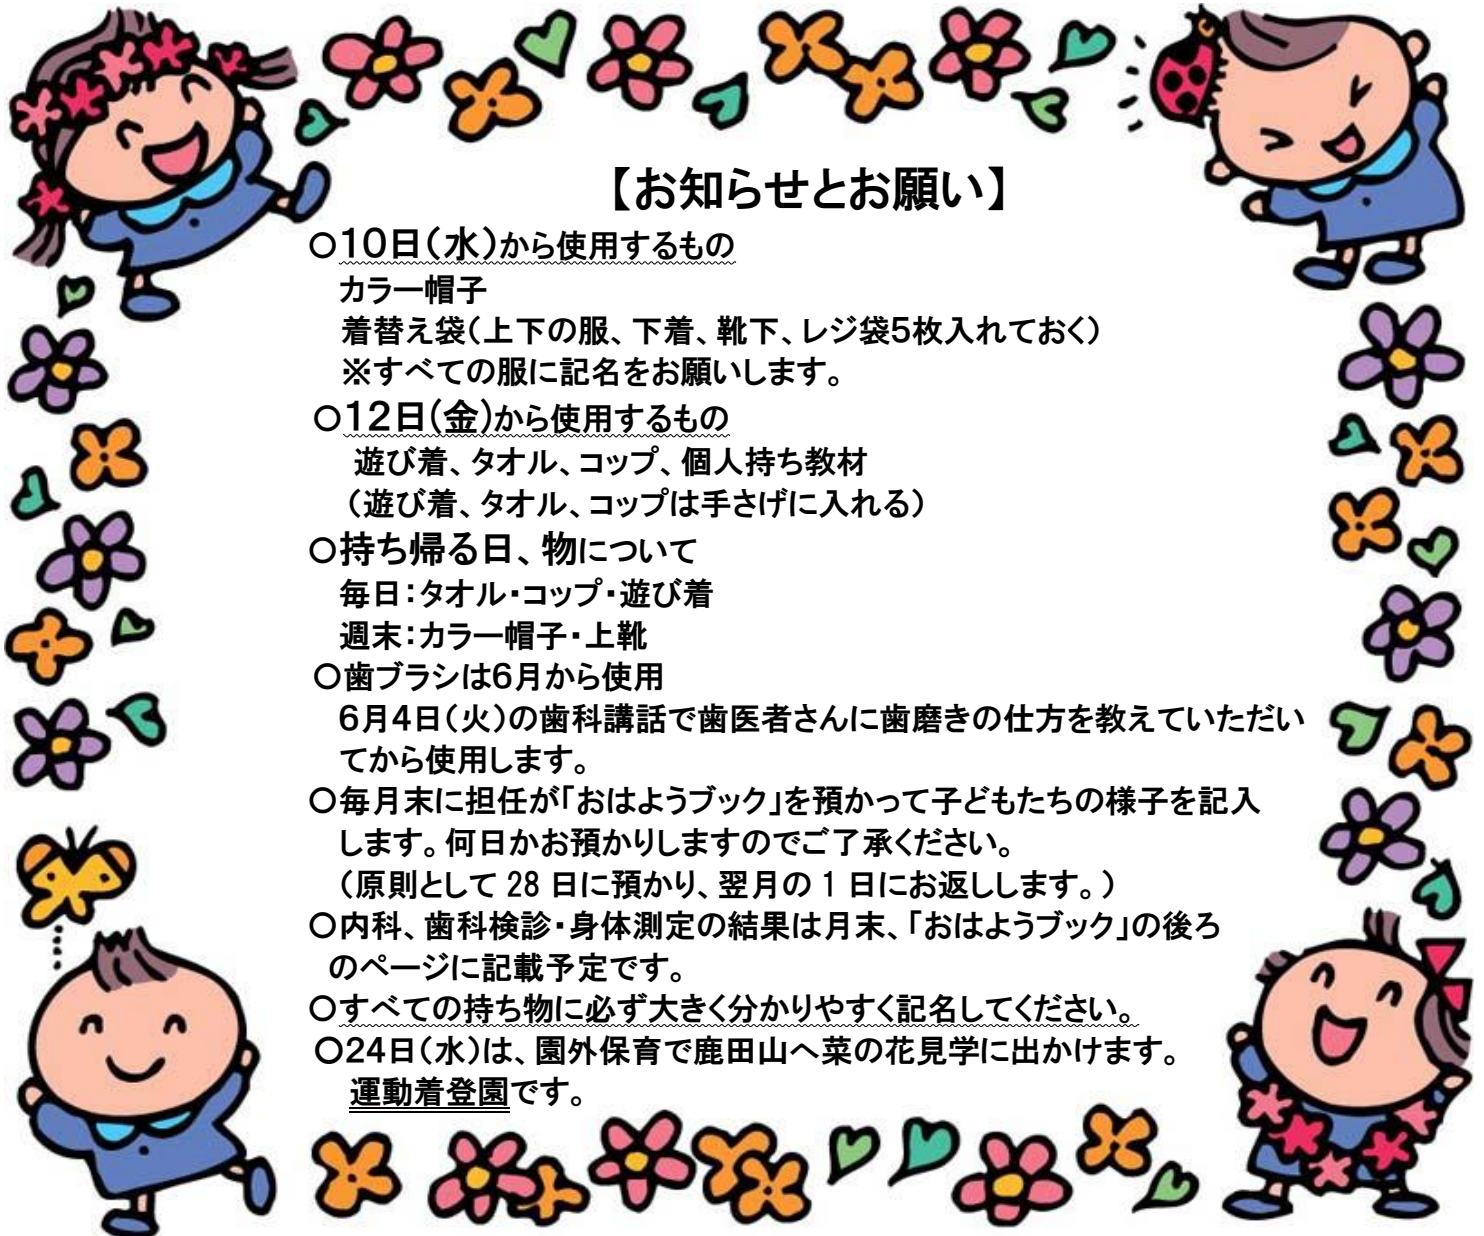 【お知らせとお願い】
○10日（水）から使用するもの
カラー帽子
着替え袋（上下の服、下着、靴下、レジ袋5枚入れておく）
※すべての服に記名をお願いします。
○12日（金）から使用するもの
遊び着、タオル、コップ、個人持ち教材
（遊び着、タオル、コップは手さげに入れる）
○持ち帰る日、物について
毎日：タオル・コップ・遊び着
週末：カラー帽子・上靴
○歯ブラシは6月から使用
6月4日（火）の歯科講話で歯医者さんに歯磨きの仕方を教えていただい
てから使用します。
○毎月末に担任が「おはようブック」を預かって子どもたちの様子を記入
します。何日かお預かりしますのでご了承ください。
（原則として 28 日に預かり、翌月の 1 日にお返しします。）
○内科、歯科検診・身体測定の結果は月末、「おはようブック」の後ろ
のページに記載予定です。
○すべての持ち物に必ず大きく分かりやすく記名してください。
○24日（水）は、園外保育で鹿田山へ菜の花見学に出かけます。
運動着登園です。